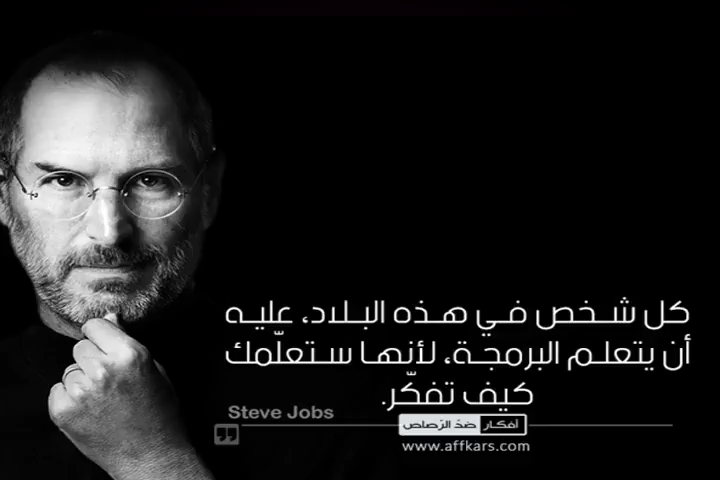 كل شخص في هذه البلاد، عليه
أن يتعلم البرمجة، لأنها ستعلّمك
كيف تفكّر.
Steve Jobs
أفكار ضدّ الرّصاص
www.affkars.com